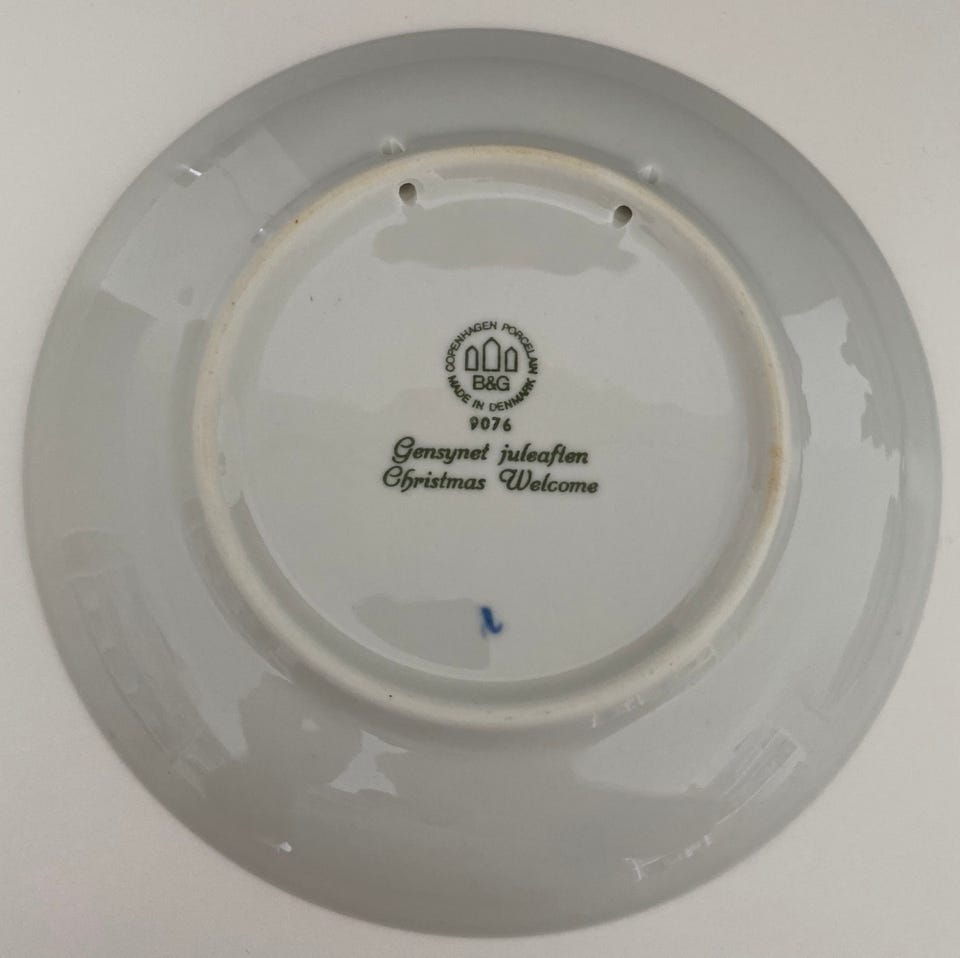 COPENHAGEN PORCELAIN
B&G
MADE IN DENMARK
9076
Gensynet juleaften
Christmas Welcome